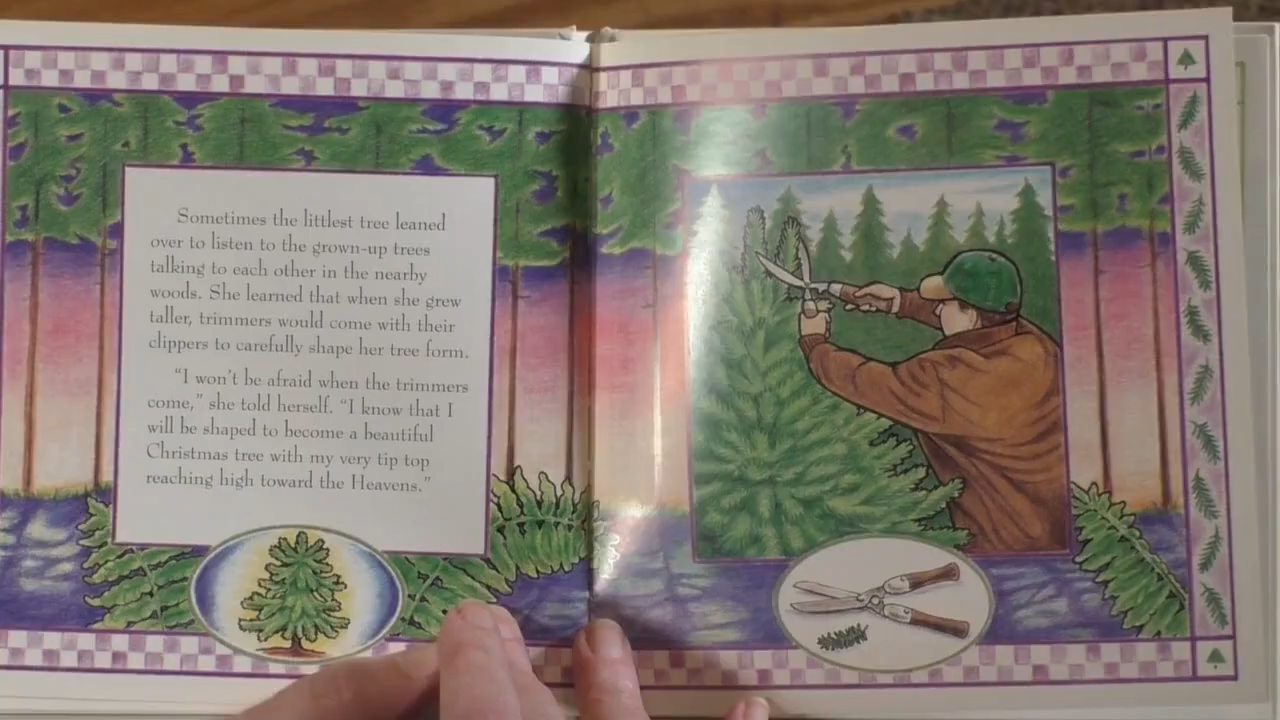 Sometimes the littlest tree leaned
over to listen to the grown-up trees
talking to each other in the nearby
woods. She learned that when she grew
taller, trimmers would come with their
clippers to carefully shape her tree form.
“I won’t be afraid when the trimmers
come,” she told herself. “I know that I
will be shaped to become a beautiful
Christmas tree with my very tip top
reaching high toward the Heavens.”